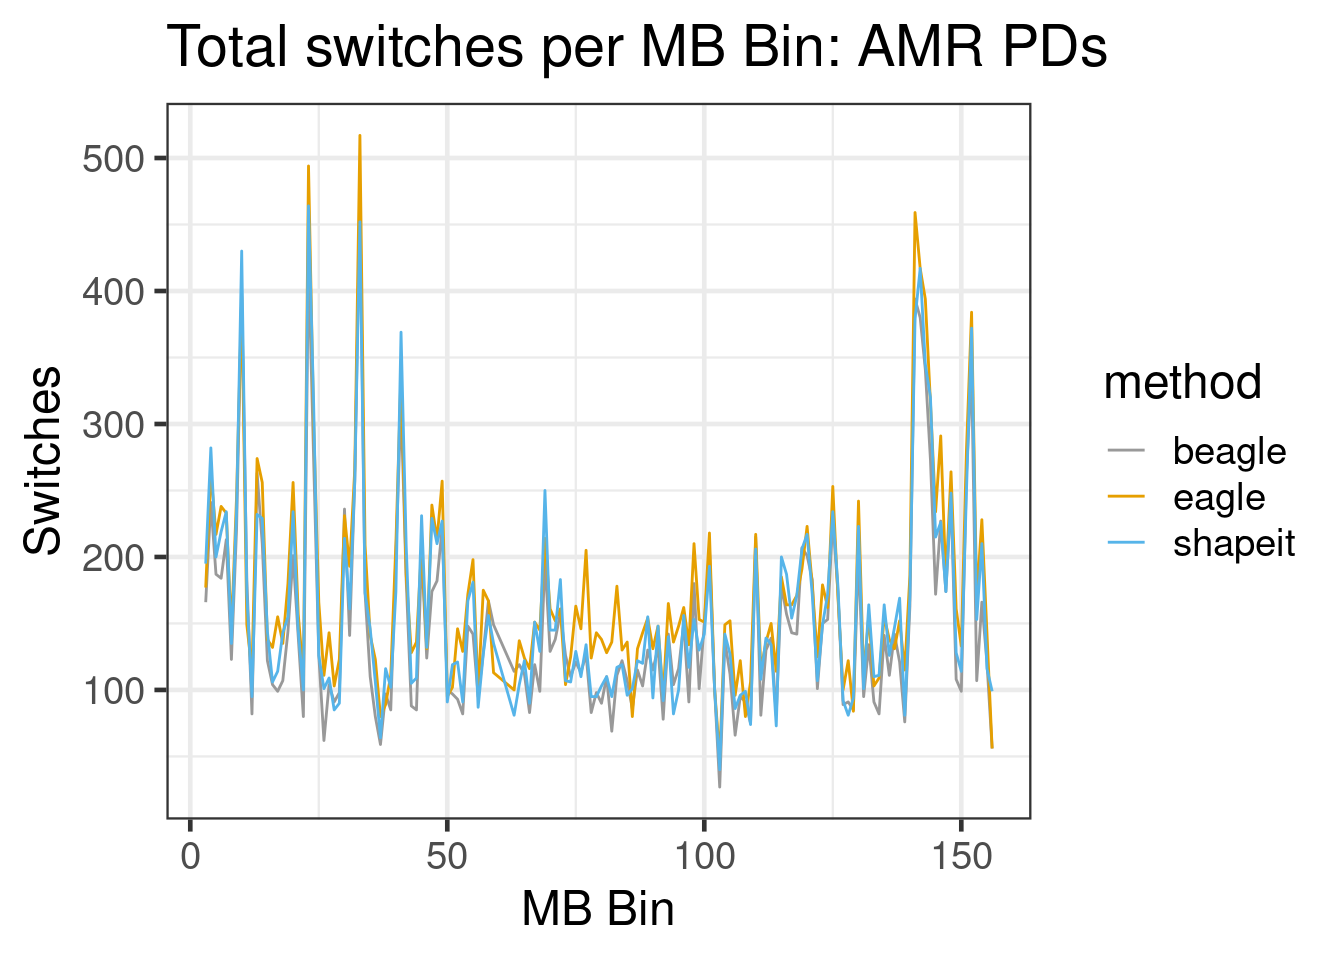 Total switches per MB Bin: AMR PDs
500
400
300
200
100
Switches
0
50
100
150
MB Bin
method
beagle
eagle
shapeit